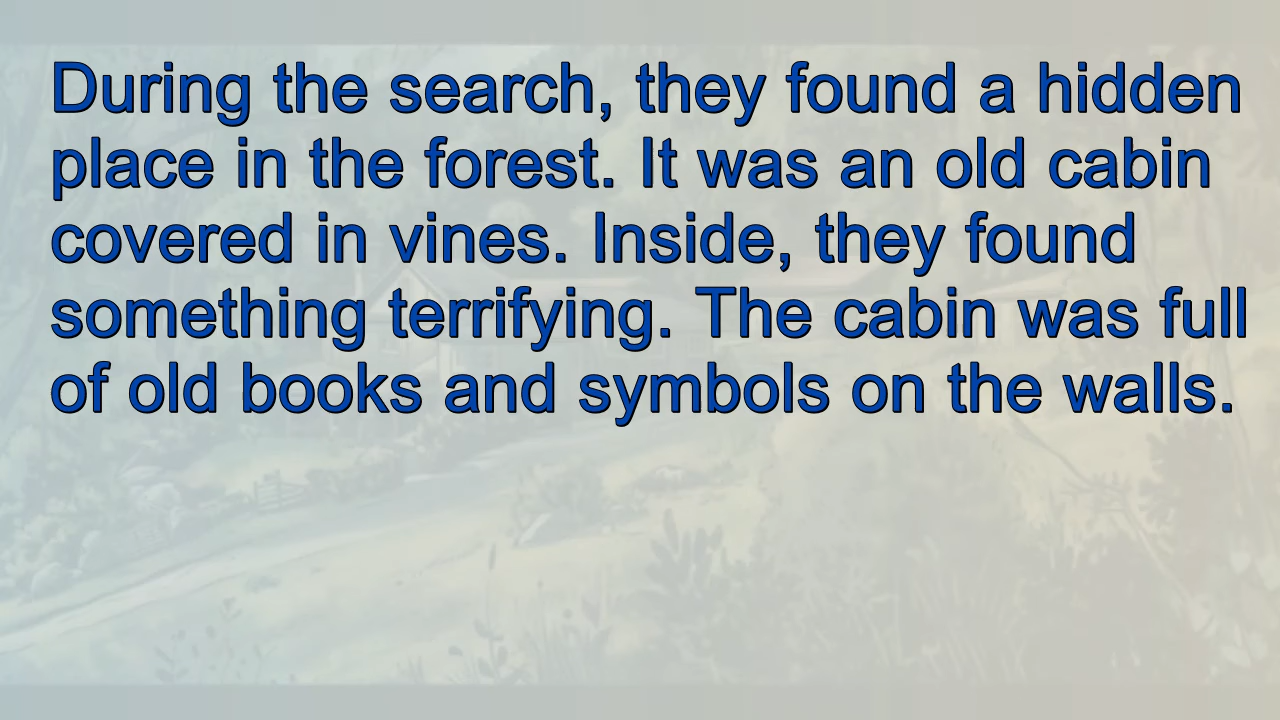 During the search, they found a hidden
place in the forest. It was an old cabin
covered in vines. Inside, they found
something terrifying. The cabin was full
of old books and symbols on the walls.